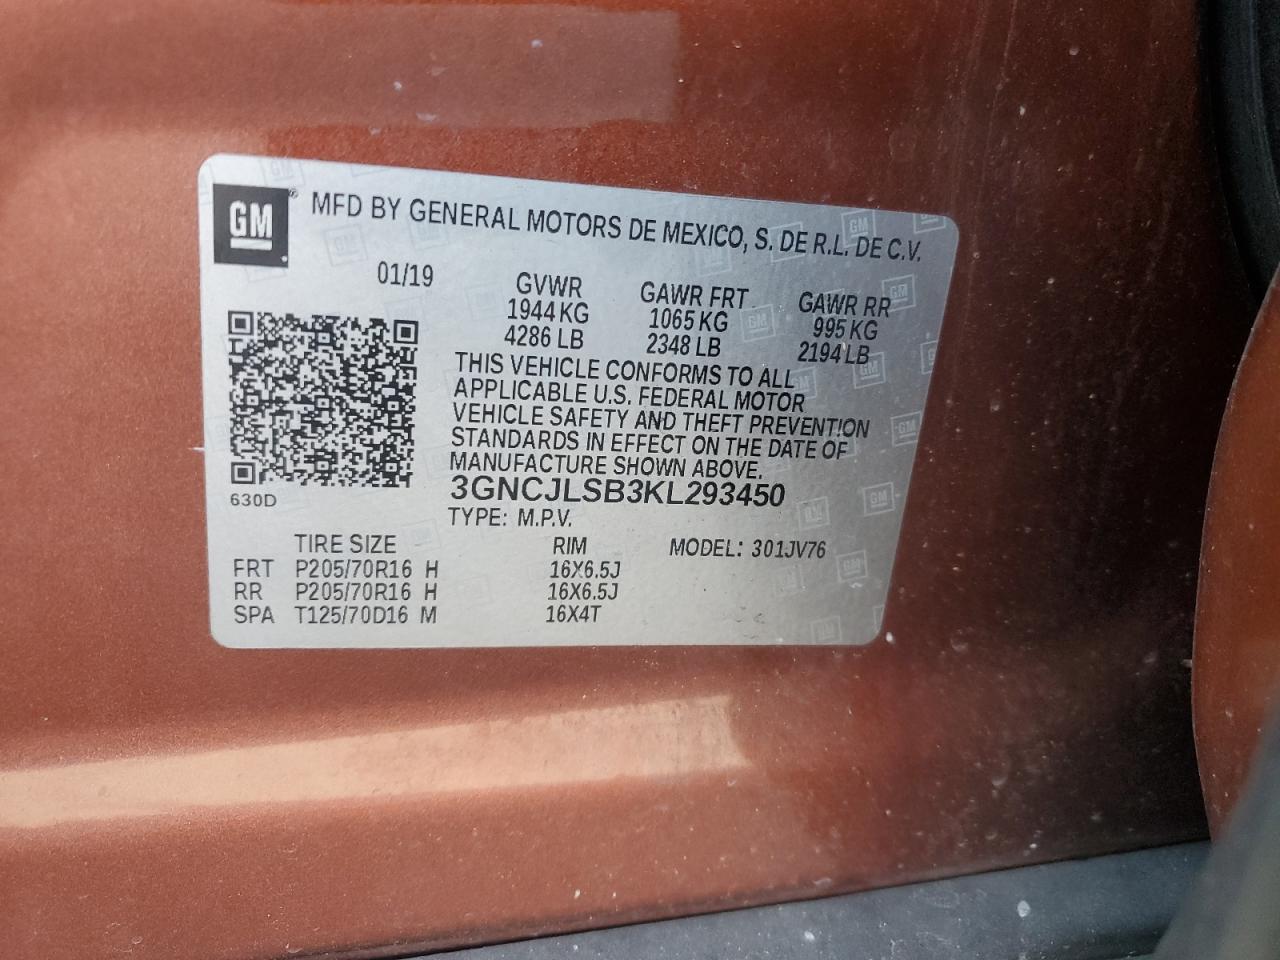 GM® MFD BY GENERAL MOTORS DE MEXICO, S. DE R.L. DE C.V.
01/19 GVWR GAWR FRT GAWR RR
1944 KG 1065 KG 995 KG
4286 LB 2348 LB 2194 LB
THIS VEHICLE CONFORMS TO ALL
APPLICABLE U.S. FEDERAL MOTOR
VEHICLE SAFETY AND THEFT PREVENTION
STANDARDS IN EFFECT ON THE DATE OF
MANUFACTURE SHOWN ABOVE.
3GNCJLSB3KL293450
630D
TYPE: M.P.V.
TIRE SIZE RIM MODEL: 301JV76
FRT P205/70R16 H 16X6.5J
RR P205/70R16 H 16X6.5J
SPA T125/70D16 M 16X4T